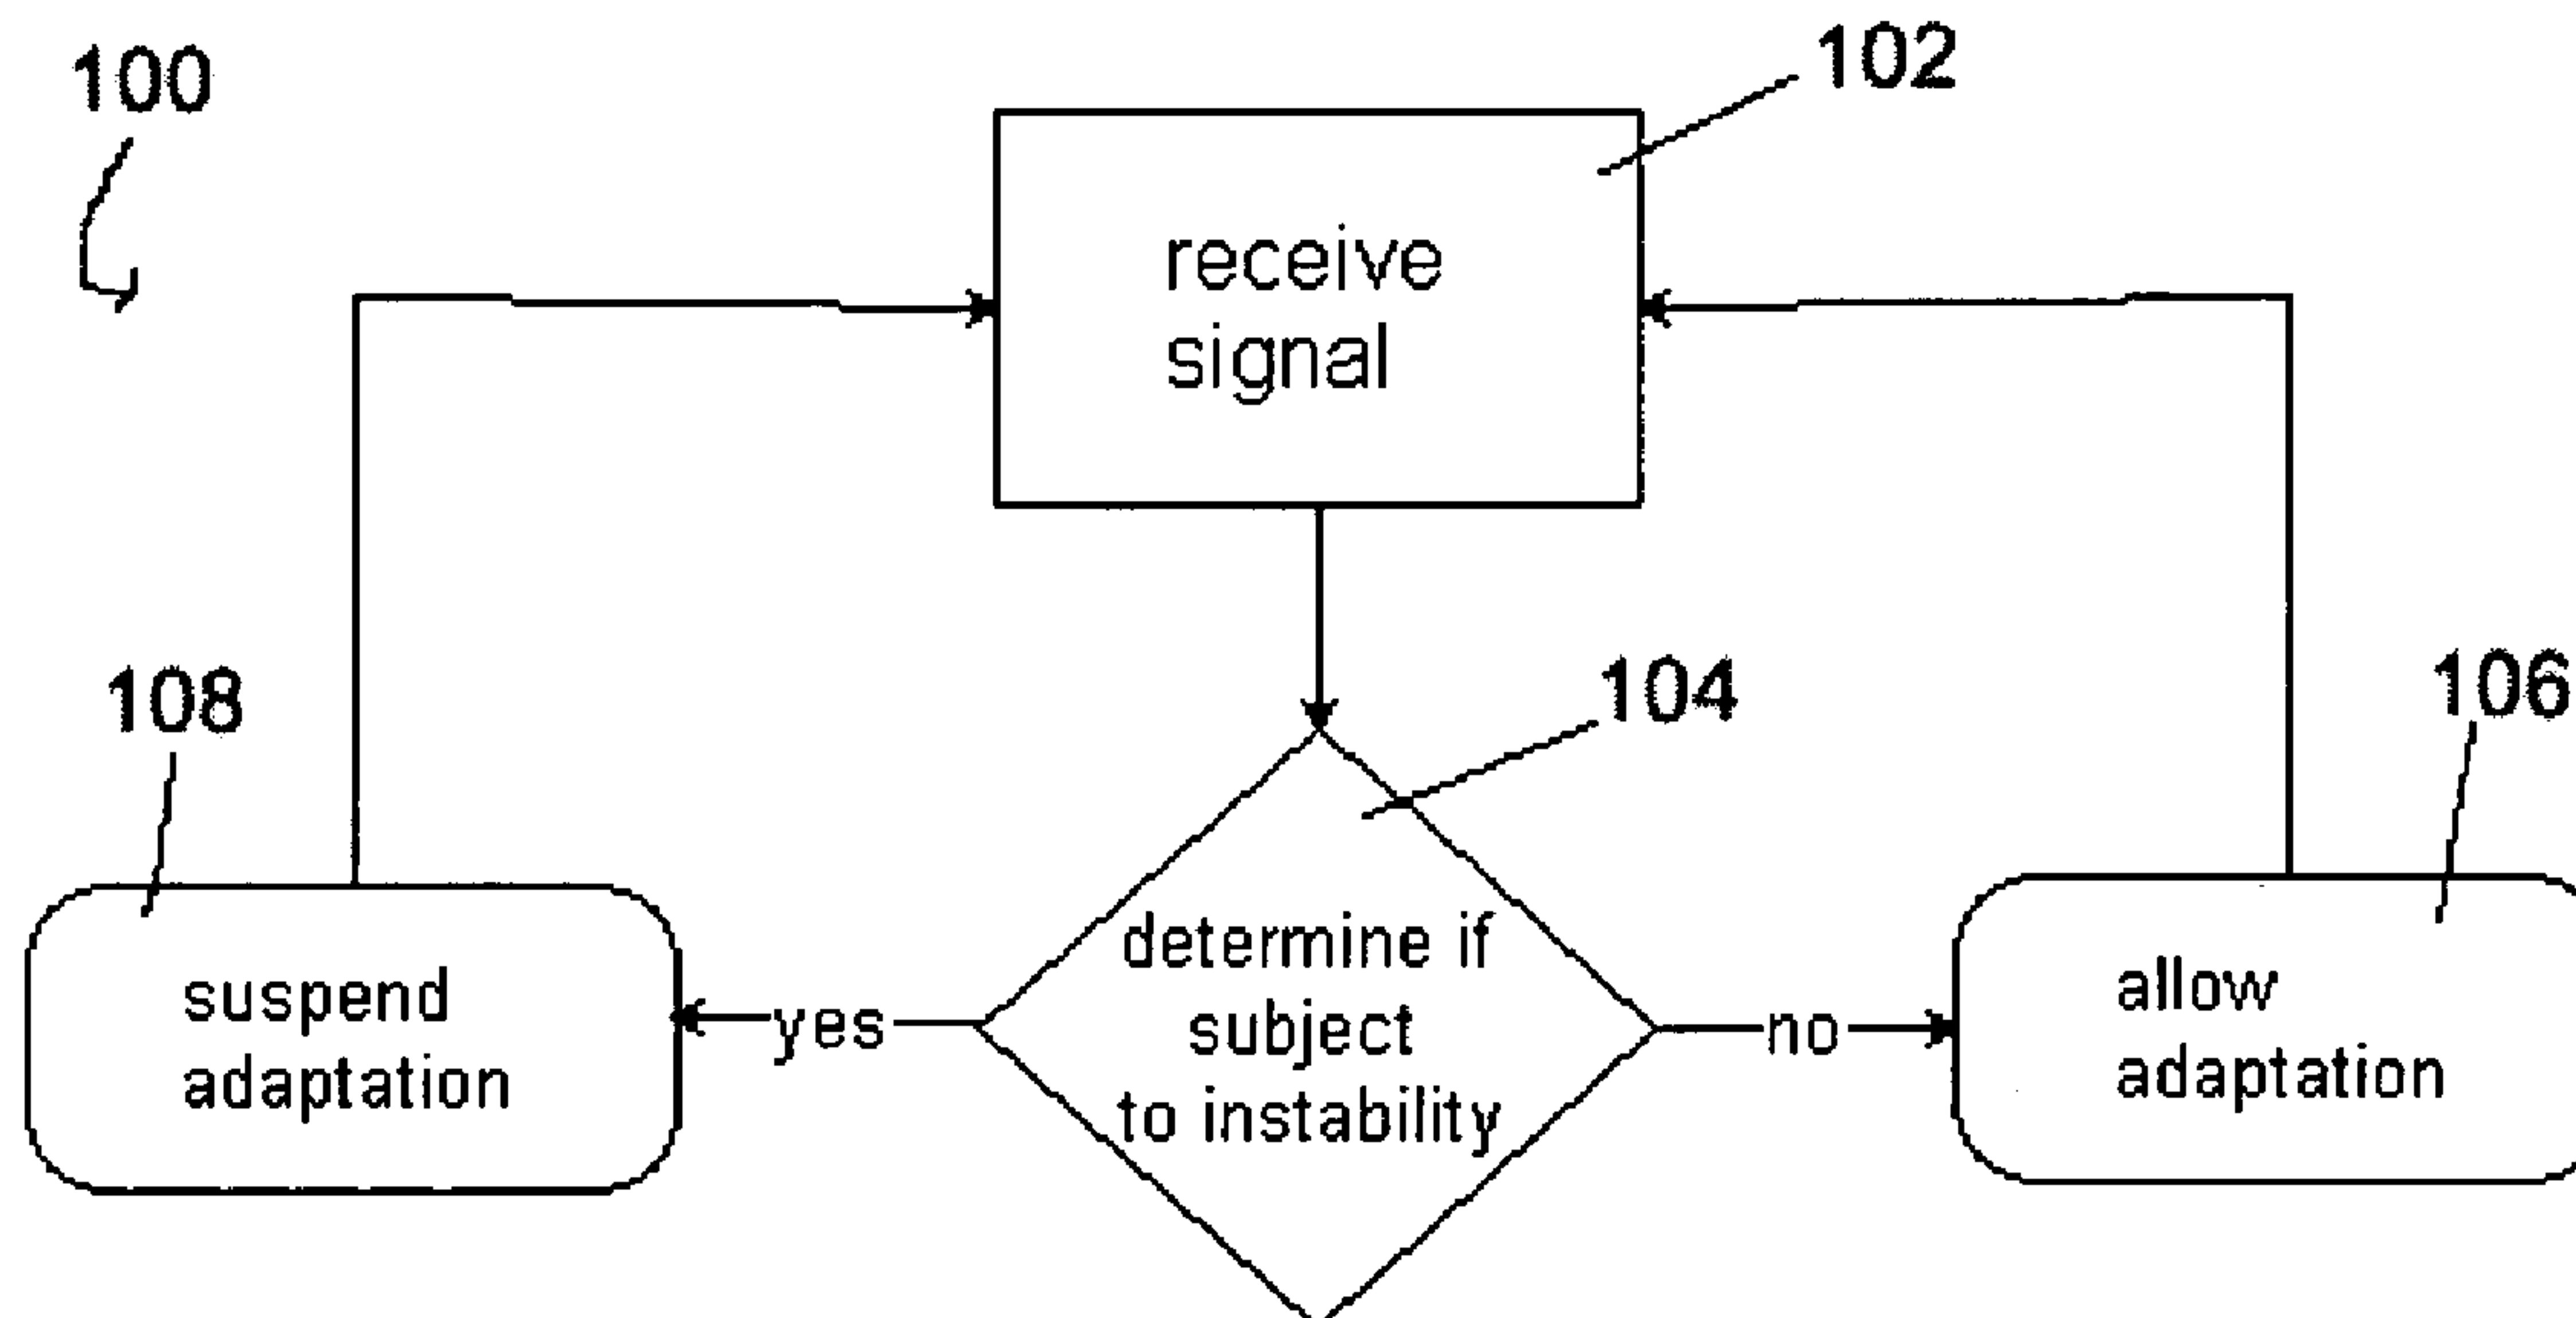 100
102
receive
signal
108
104
106
determine if
subject
to instability
yes
no
suspend
adaptation
allow
adaptation